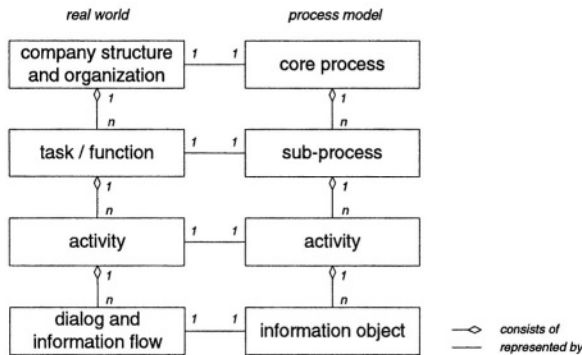 real world
process model
company structure
and organization
1
1
core process
1
1
n
n
task / function
1
1
sub-process
1
1
n
n
activity
1
1
activity
1
1
n
n
dialog and
information flow
1
1
information object
consists of
represented by